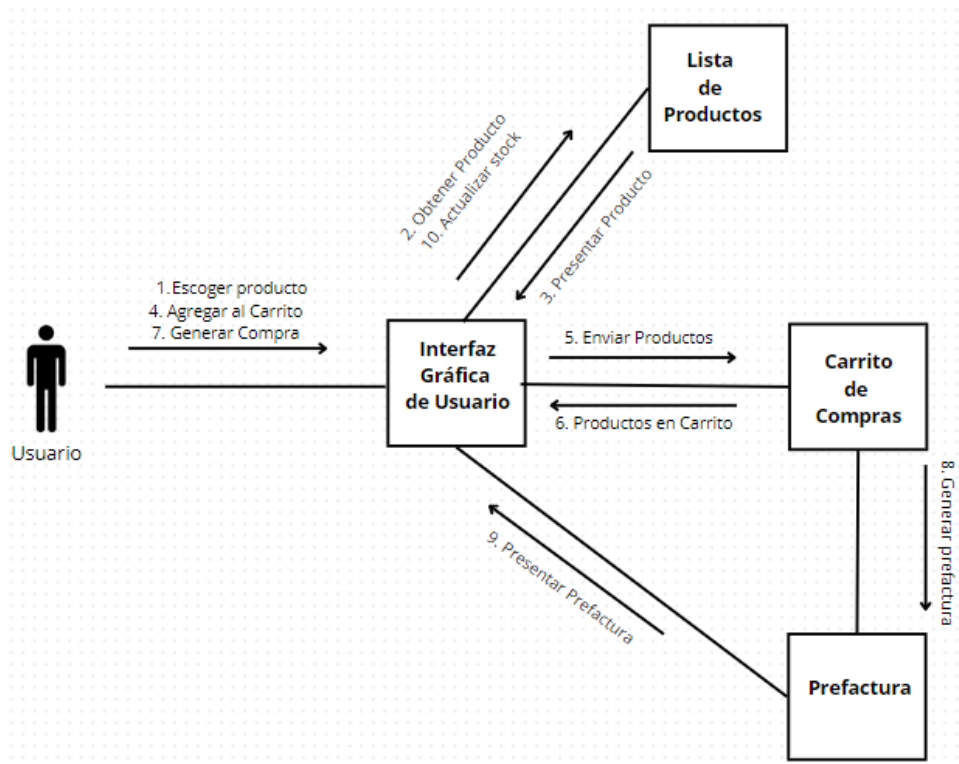 Lista
de
Productos
2. Obtener Producto
10. Actualizar stock
3. Presentar Producto
1. Escoger producto
4. Agregar al Carrito
7. Generar Compra
Usuario
Interfaz
Gráfica
de Usuario
5. Enviar Productos
6. Productos en Carrito
Carrito
de
Compras
8. Generar prefactura
9. Presentar Prefactura
Prefactura